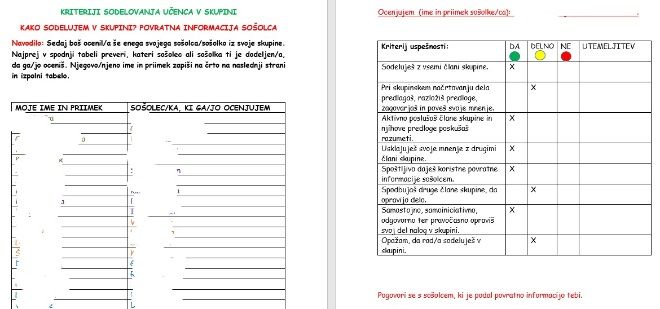 KRITERIJI SODELOVANJA UČENCA V SKUPINI
KAKO SODELUJEM V SKUPINI? POVRATNA INFORMACIJA SOŠOLCA
Navodilo: Sedaj boš ocenil/a še enega svojega sošolca/sošolko iz svoje skupine.
Najprej v spodnji tabeli preveri, kateri sošolec ali sošolka ti je dodeljen/a,
da ga/jo oceniš. Njegovo/njeno ime in priimek zapiši na črto na naslednji strani
in izpolni tabelo.
MOJE IME IN PRIIMEK SOŠOLEC/KA, KI GA/JO OCENJUJEM
Ocenjujem (ime in priimek sošolke/ca):
Kriterij uspešnosti: DA DELNO NE UTEMELJITEV
Sodeluješ z vsemi člani skupine. X
Pri skupinskem načrtovanju dela X
predlagaš, razložiš predloge,
zagovarjaš in poveš svoje mnenje.
Aktivno poslušaš člane skupine in X
njihove predloge poskušaš
razumeti.
Usklajuješ svoje mnenje z drugimi X
člani skupine.
Spoštljivo daješ koristne povratne X
informacije sošolcem.
Spodbujaš druge člane skupine, da X
opravijo delo.
Samostojno, samoiniciativno, X
odgovorno ter pravočasno opraviš
svoj del nalog v skupini.
Opažam, da rad/a sodeluješ v X
skupini.
Pogovori se s sošolcem, ki je podal povratno informacijo tebi.